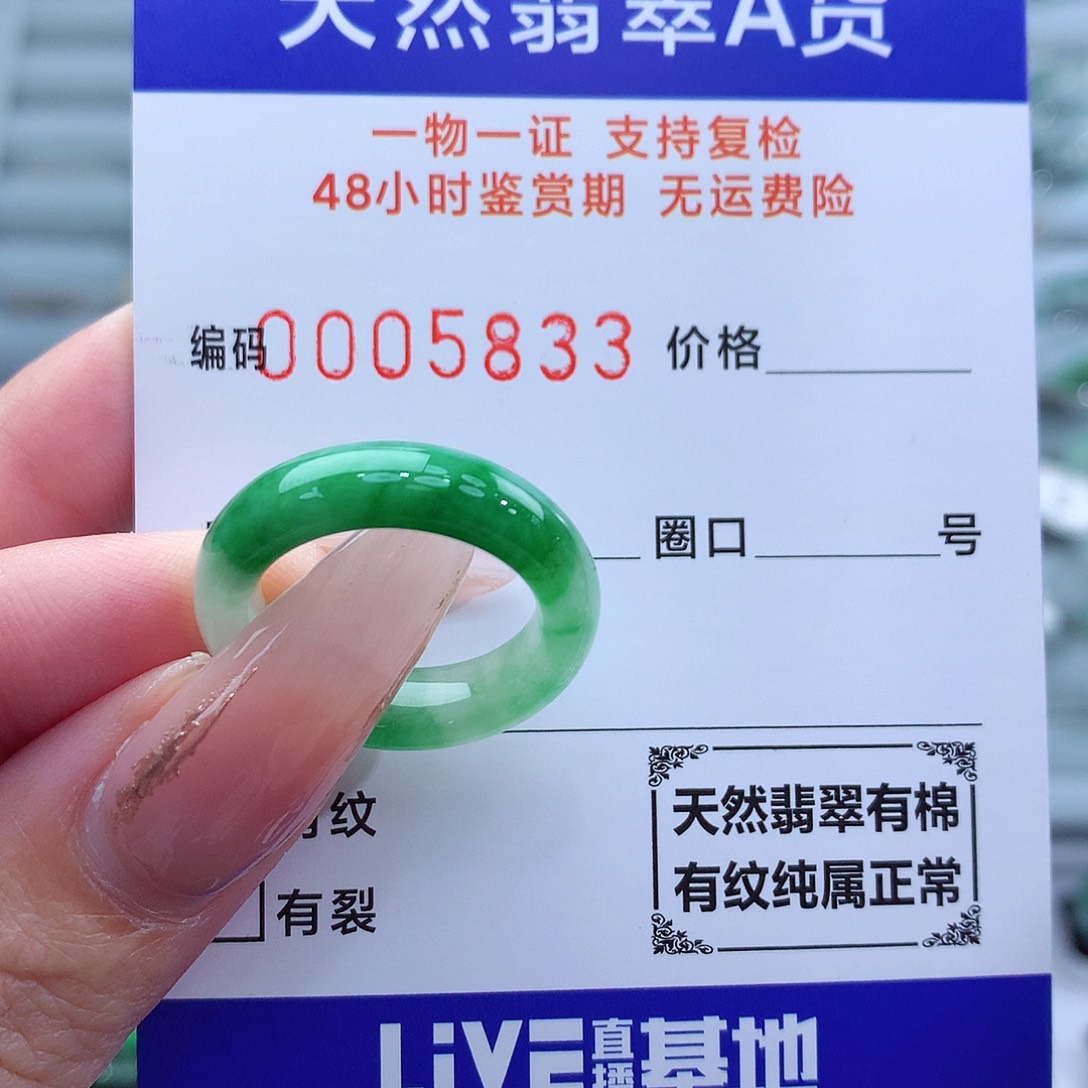 天然翡翠A货
一物一证 支持复检
48小时鉴赏期 无运费险
编码0005833 价格
圈口 号
有纹
有裂
天然翡翠有棉
有纹纯属正常
LiVE直播基地